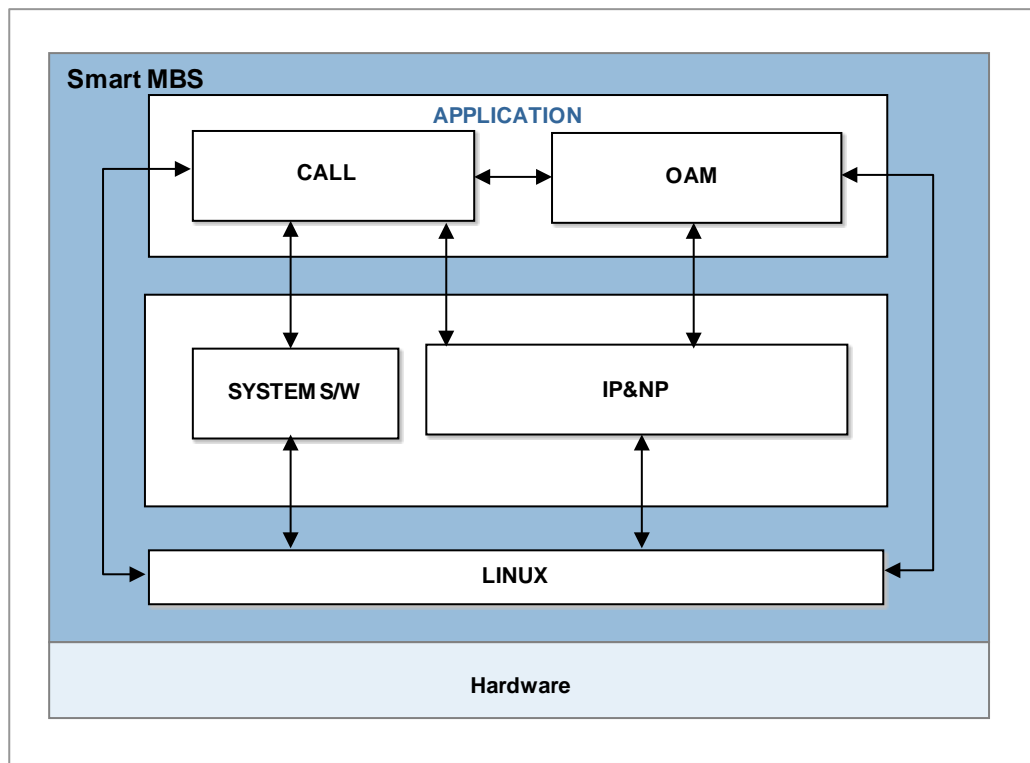 Smart MBS
APPLICATION
CALL
OAM
SYSTEM S/W
IP&NP
LINUX
Hardware